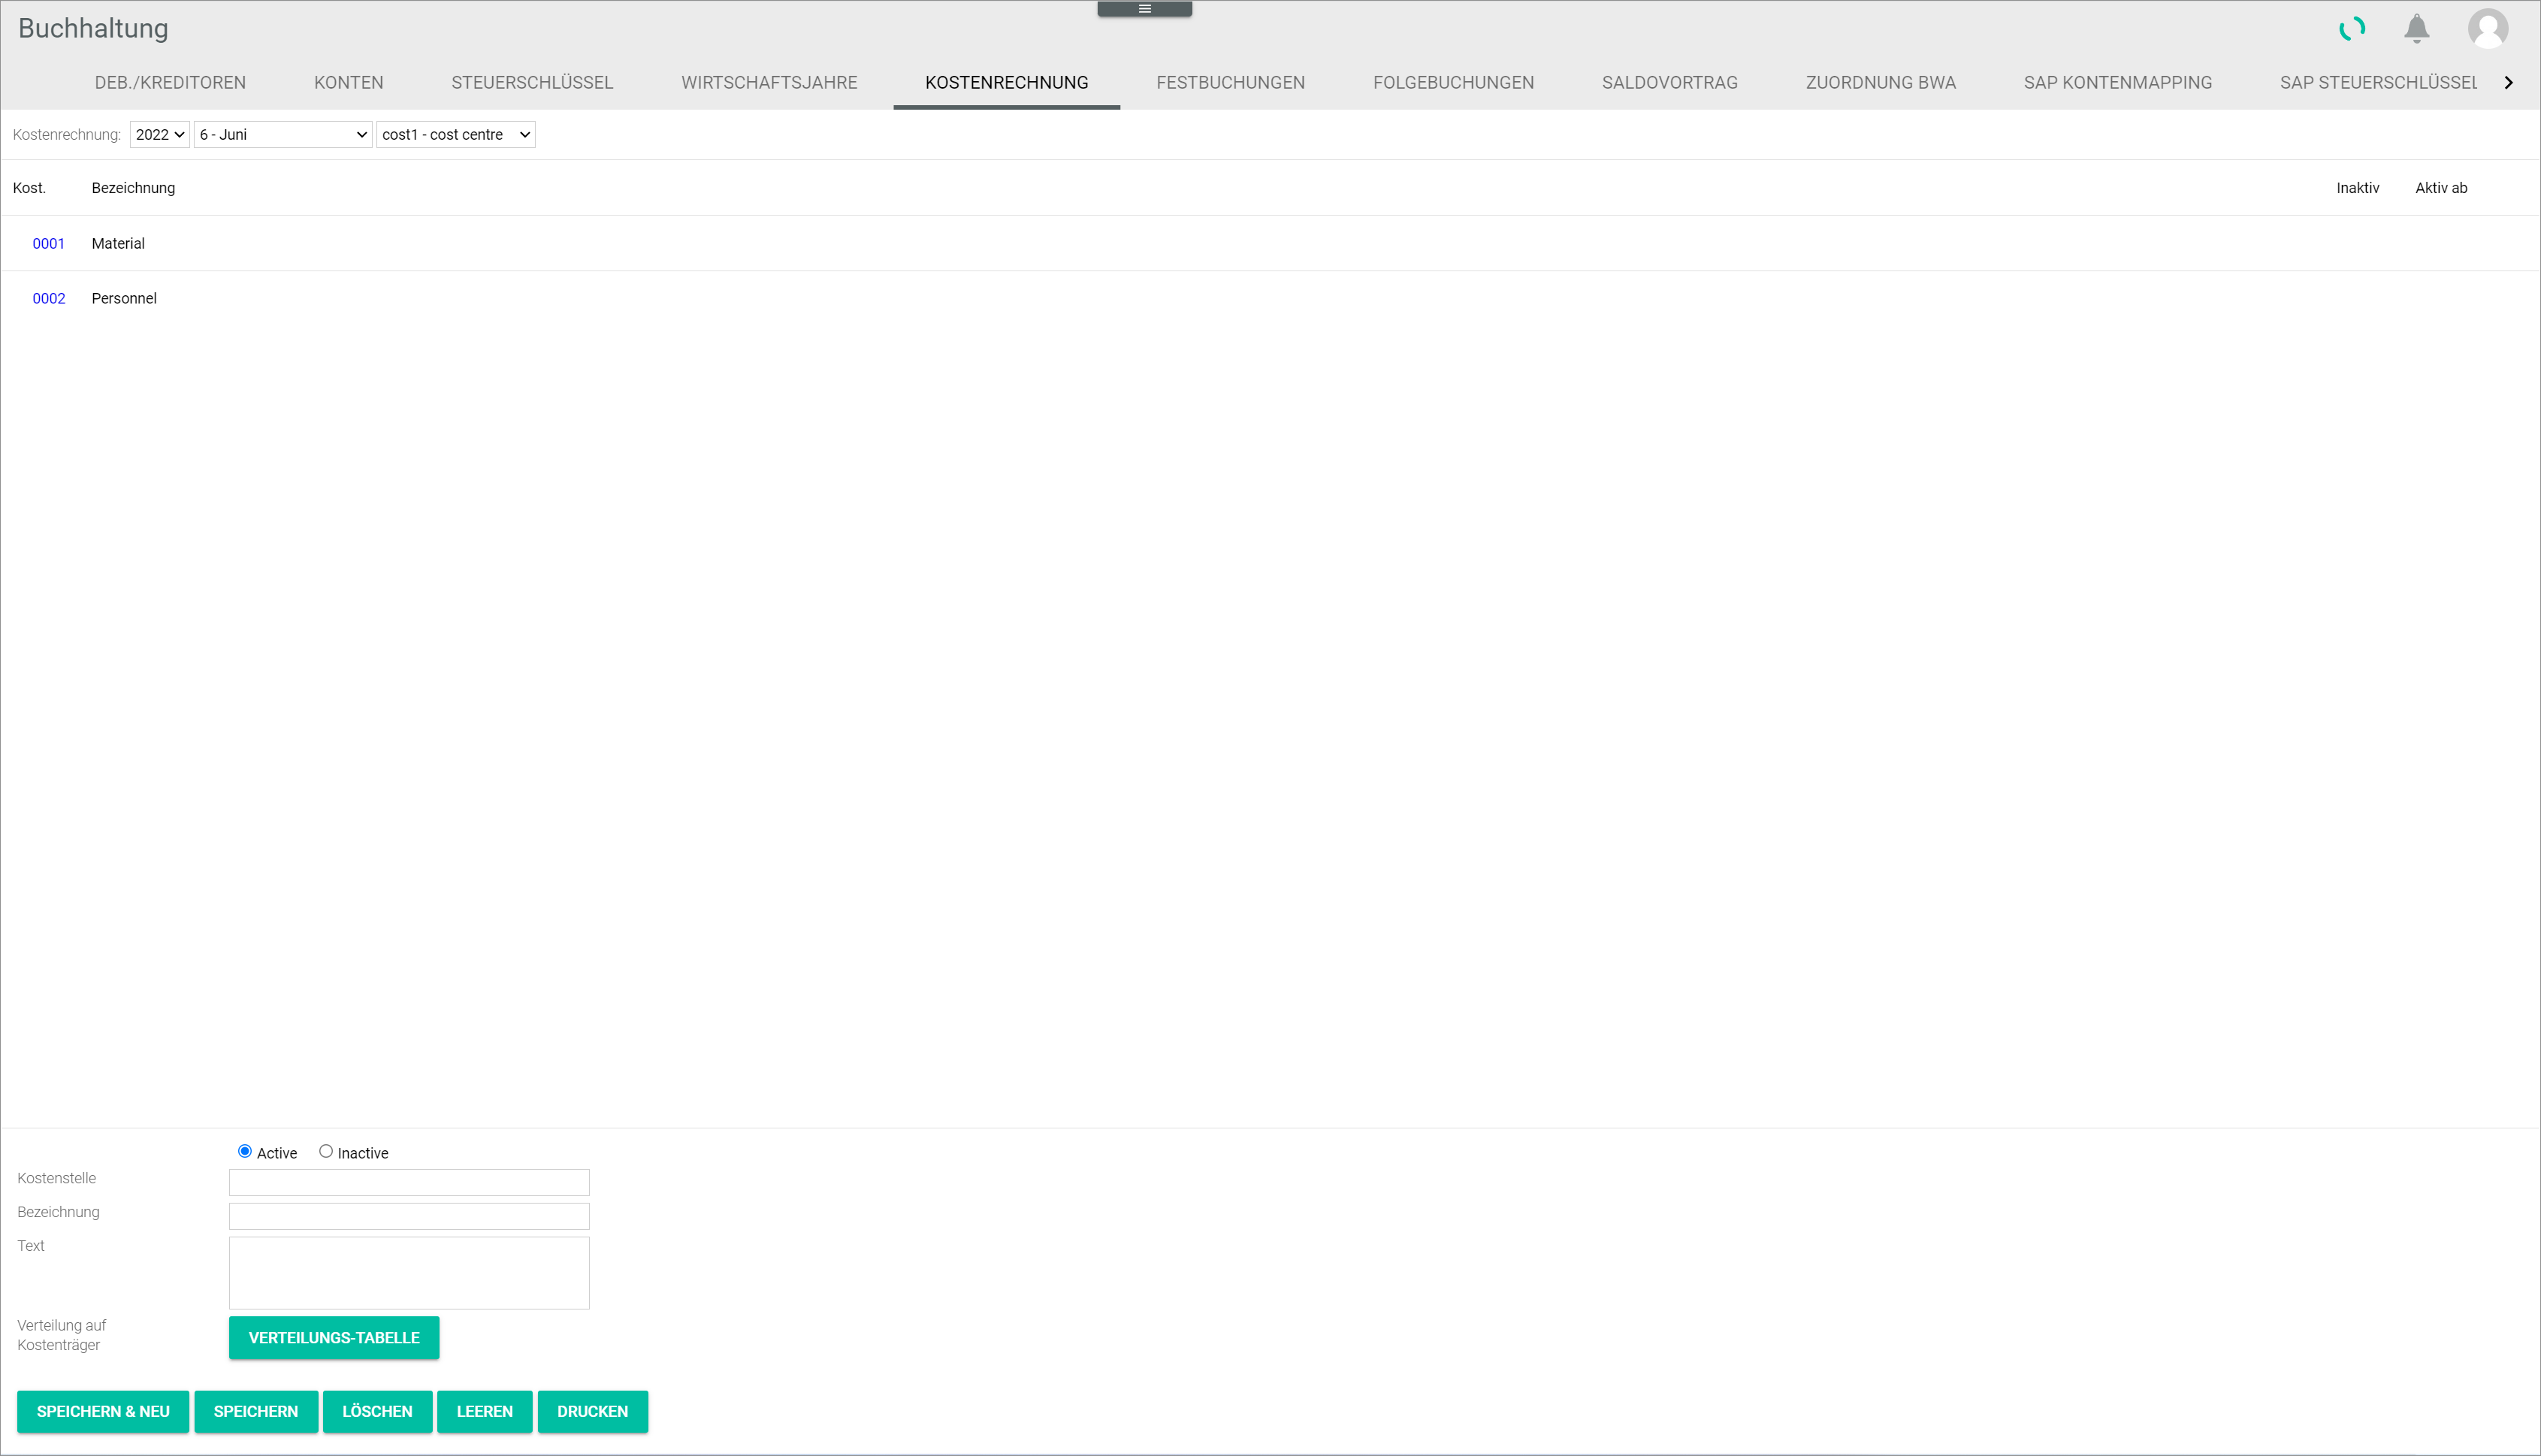 Buchhaltung
DEB./KREDITOREN KONTEN STEUERSCHLÜSSEL WIRTSCHAFTSJAHRE KOSTENRECHNUNG FESTBUCHUNGEN FOLGEBUCHUNGEN SALDOVORTRAG ZUORDNUNG BWA SAP KONTENMAPPING SAP STEUERSCHLÜSSEL
Kostenrechnung: 2022 6 - Juni cost1 - cost centre
Kost. Bezeichnung Inaktiv Aktiv ab
0001 Material
0002 Personnel
Active Inactive
Kostenstelle
Bezeichnung
Text
Verteilung auf
Kostenträger
VERTEILUNGS-TABELLE
SPEICHERN & NEU SPEICHERN LÖSCHEN LEEREN DRUCKEN